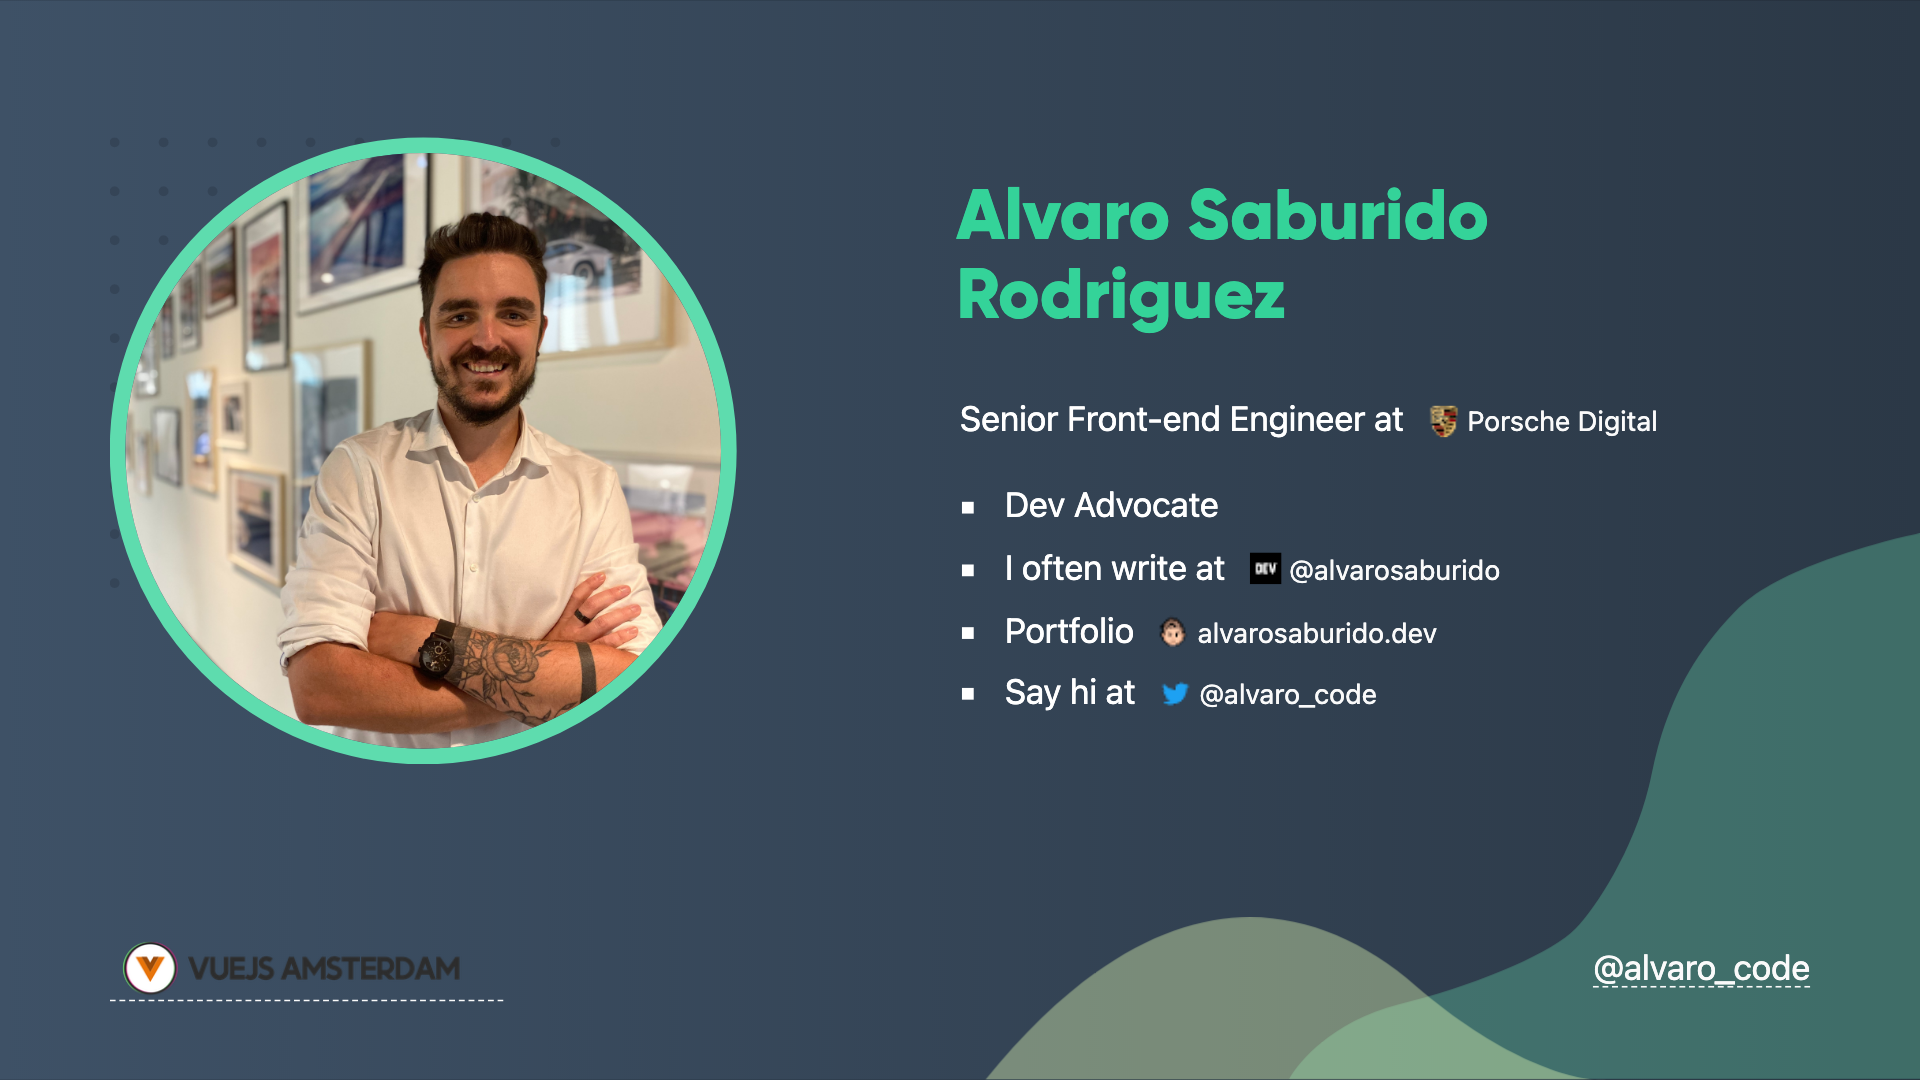 Alvaro Saburido
Rodriguez
Senior Front-end Engineer at Porsche Digital
Dev Advocate
I often write at DEV @alvarosaburido
Portfolio alvarosaburido.dev
Say hi at @alvaro_code
VUEJS AMSTERDAM
@alvaro_code